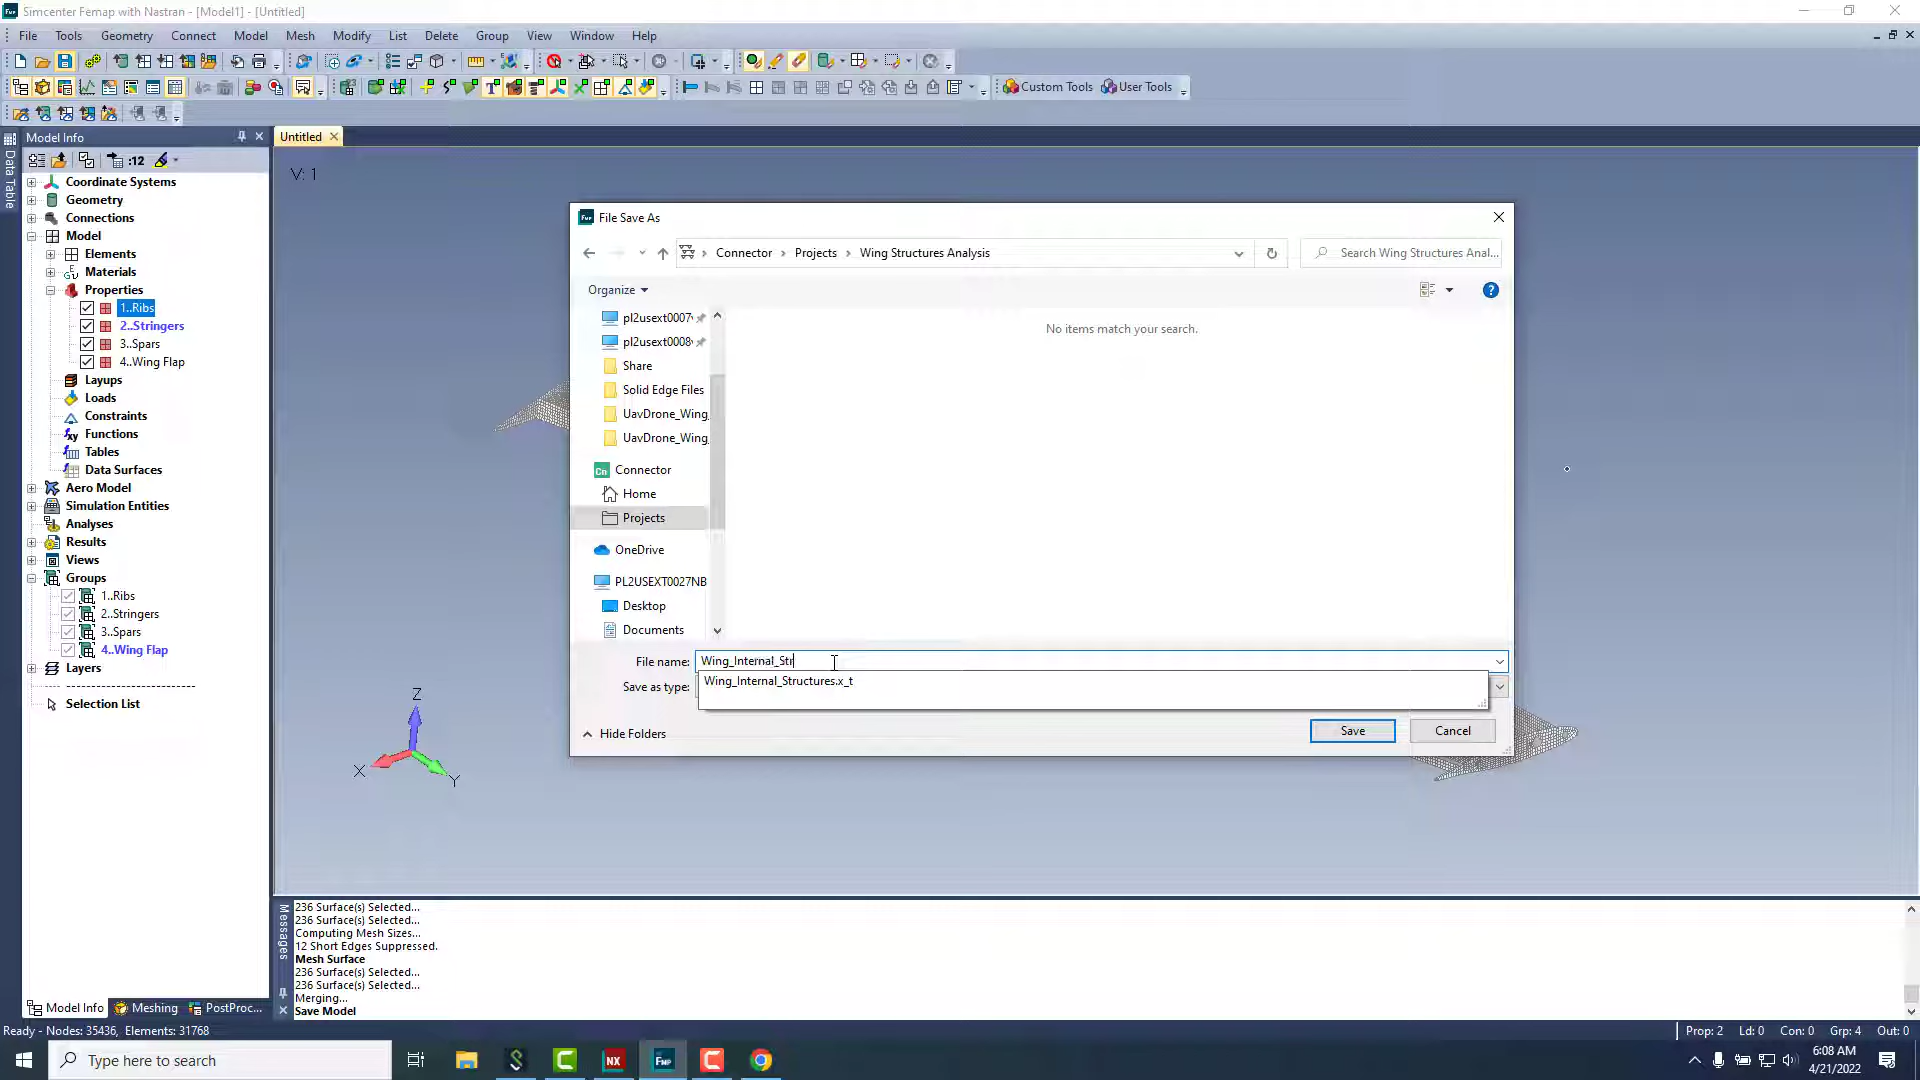 Simcenter Femap with Nastran - [Model1] - [Untitled]
File Tools Geometry Connect Model Mesh Modify List Delete Group View Window Help
Custom Tools User Tools
Model Info
Untitled
:12
V: 1
Data Table
Coordinate Systems
Geometry
Connections
Model
Elements
Materials
Properties
1..Ribs
2..Stringers
3..Spars
4..Wing Flap
Layups
Loads
Constraints
Functions
Tables
Data Surfaces
Aero Model
Simulation Entities
Analyses
Results
Views
Groups
1..Ribs
2..Stringers
3..Spars
4..Wing Flap
Layers
Selection List
File Save As
Connector > Projects > Wing Structures Analysis
Search Wing Structures Anal...
Organize
pl2usext0007
pl2usext0008
Share
Solid Edge Files
UavDrone_Wing_
UavDrone_Wing_
Connector
Home
Projects
OneDrive
PL2USEXT0027NB
Desktop
Documents
No items match your search.
File name: Wing_Internal_Str
Wing_Internal_Structures.x_t
Save as type:
Hide Folders
Save
Cancel
Z
X
Y
Messages
236 Surface(s) Selected...
236 Surface(s) Selected...
Computing Mesh Sizes...
12 Short Edges Suppressed.
Mesh Surface
236 Surface(s) Selected...
236 Surface(s) Selected...
Merging...
Save Model
Model Info Meshing PostProc...
Ready - Nodes: 35436, Elements: 31768
Prop: 2 Ld: 0 Con: 0 Grp: 4 Out: 0
Type here to search
6:08 AM
4/21/2022